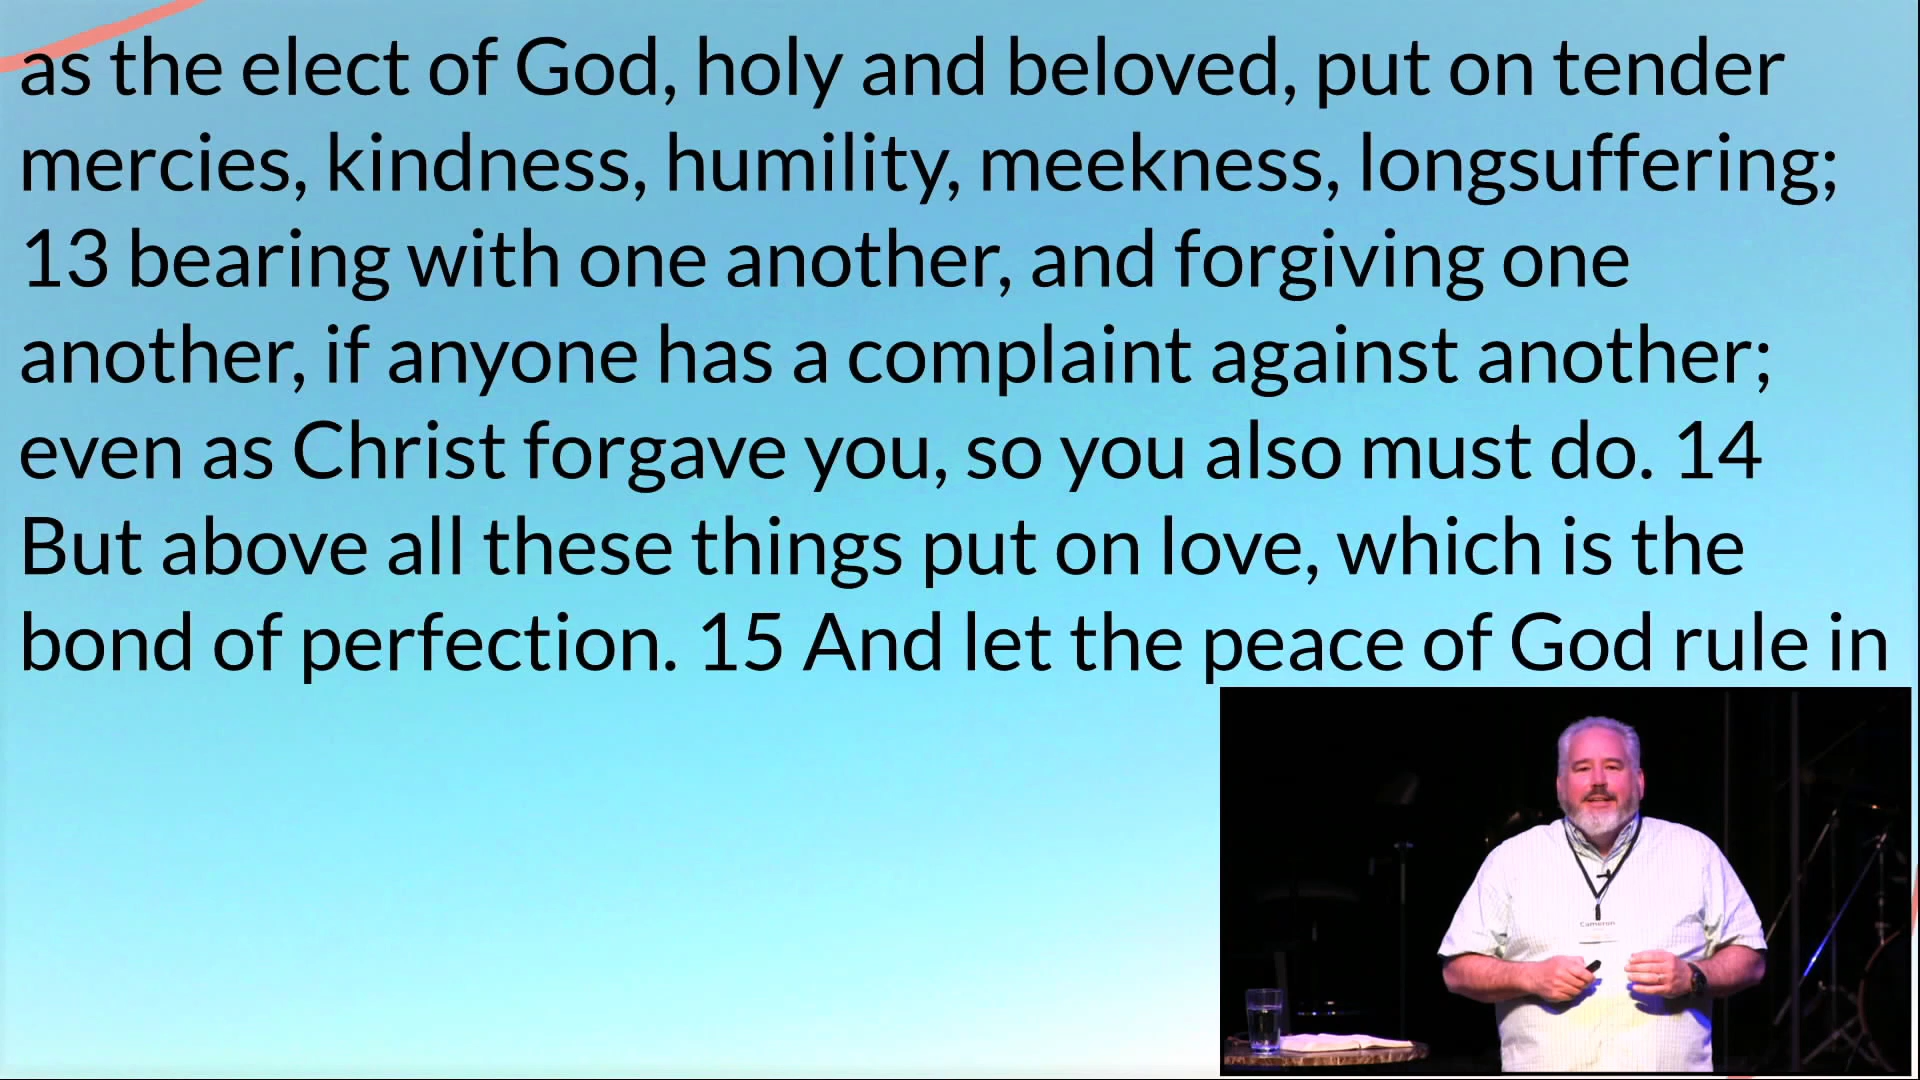 as the elect of God, holy and beloved, put on tender
mercies, kindness, humility, meekness, longsuffering;
13 bearing with one another, and forgiving one
another, if anyone has a complaint against another;
even as Christ forgave you, so you also must do. 14
But above all these things put on love, which is the
bond of perfection. 15 And let the peace of God rule in
Cameron